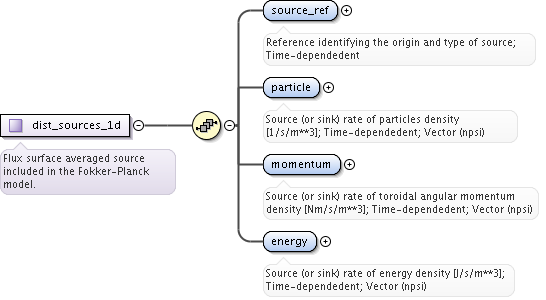 source_ref
Reference identifying the origin and type of source;
Time-dependedent
particle
Source (or sink) rate of particles density
[1/s/m**3]; Time-dependedent; Vector (npsi)
dist_sources_1d
Flux surface averaged source
included in the Fokker-Planck
model.
momentum
Source (or sink) rate of toroidal angular momentum
density [Nm/s/m**3]; Time-dependedent; Vector (npsi)
energy
Source (or sink) rate of energy density [J/s/m**3];
Time-dependedent; Vector (npsi)